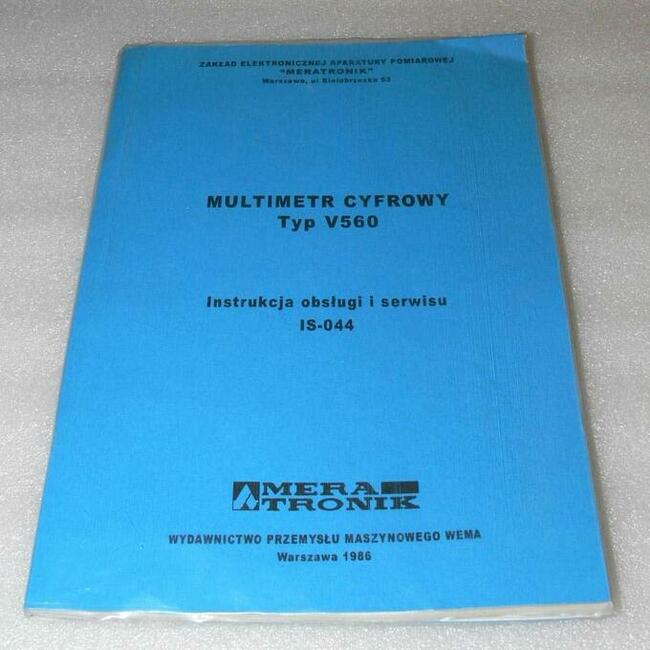 ZAKŁAD ELEKTRONICZNEJ APARATURY POMIAROWEJ
"MERATRONIK"
Warszawa, ul Białobrzeska 53
MULTIMETR CYFROWY
Typ V560
Instrukcja obsługi i serwisu
IS-044
MERA
TRONIK
WYDAWNICTWO PRZEMYSŁU MASZYNOWEGO WEMA
Warszawa 1986